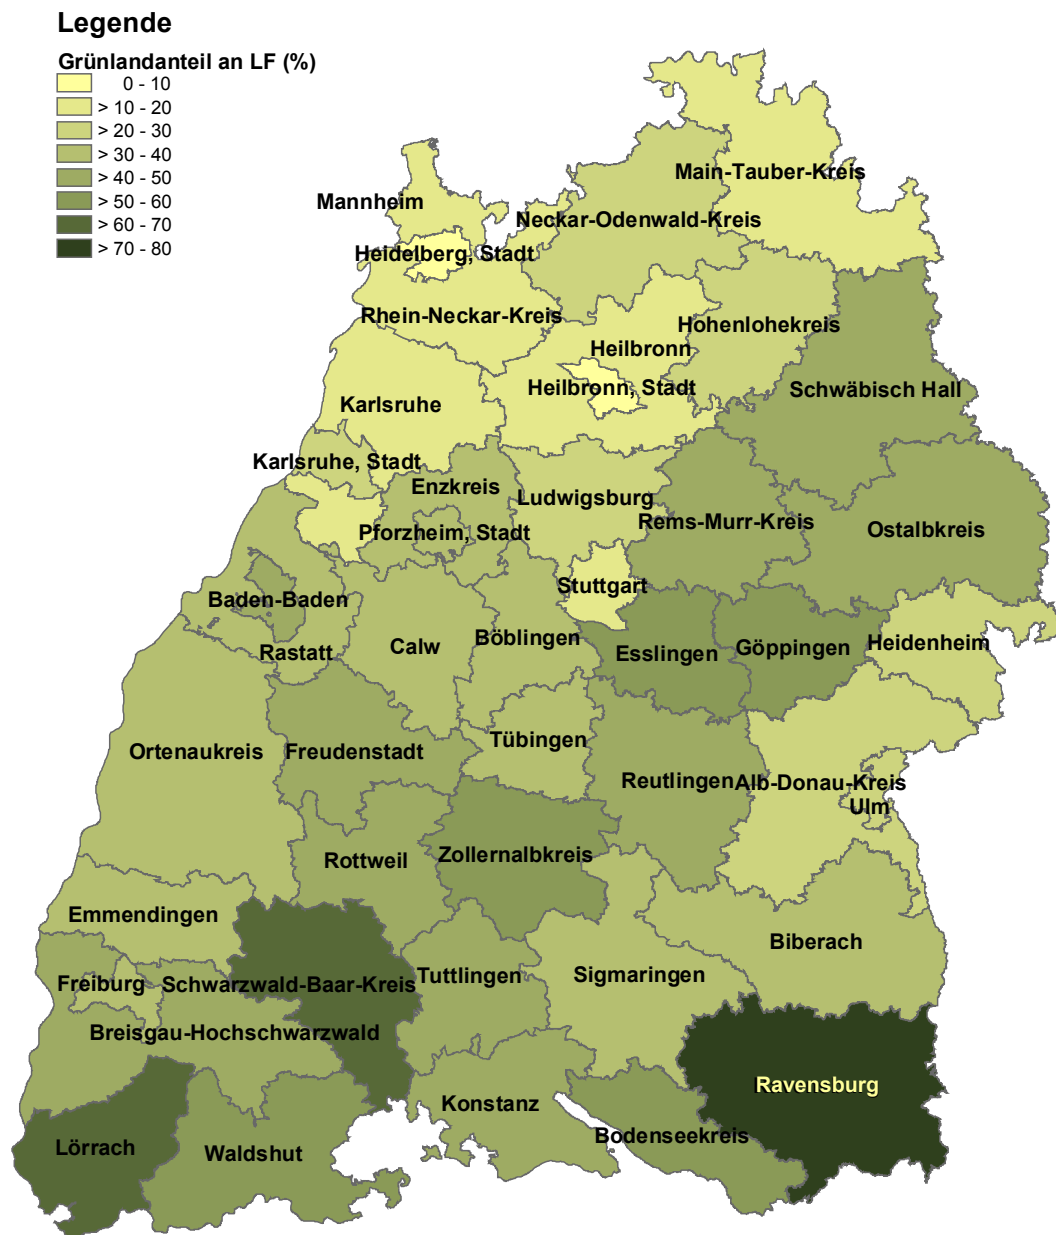 Legende
Grünlandanteil an LF (%)
0 - 10
> 10 - 20
> 20 - 30
> 30 - 40
> 40 - 50
> 50 - 60
> 60 - 70
> 70 - 80
Main-Tauber-Kreis
Mannheim
Neckar-Odenwald-Kreis
Heidelberg, Stadt
Rhein-Neckar-Kreis
Hohenlohekreis
Heilbronn
Heilbronn, Stadt
Schwäbisch Hall
Karlsruhe
Karlsruhe, Stadt
Enzkreis
Ludwigsburg
Rems-Murr-Kreis
Ostalbkreis
Pforzheim, Stadt
Stuttgart
Baden-Baden
Rastatt
Calw
Böblingen
Esslingen
Göppingen
Heidenheim
Ortenaukreis
Freudenstadt
Tübingen
Reutlingen
Alb-Donau-Kreis
Ulm
Rottweil
Zollernalbkreis
Emmendingen
Biberach
Freiburg
Schwarzwald-Baar-Kreis
Tuttlingen
Sigmaringen
Breisgau-Hochschwarzwald
Ravensburg
Konstanz
Bodenseekreis
Lörrach
Waldshut